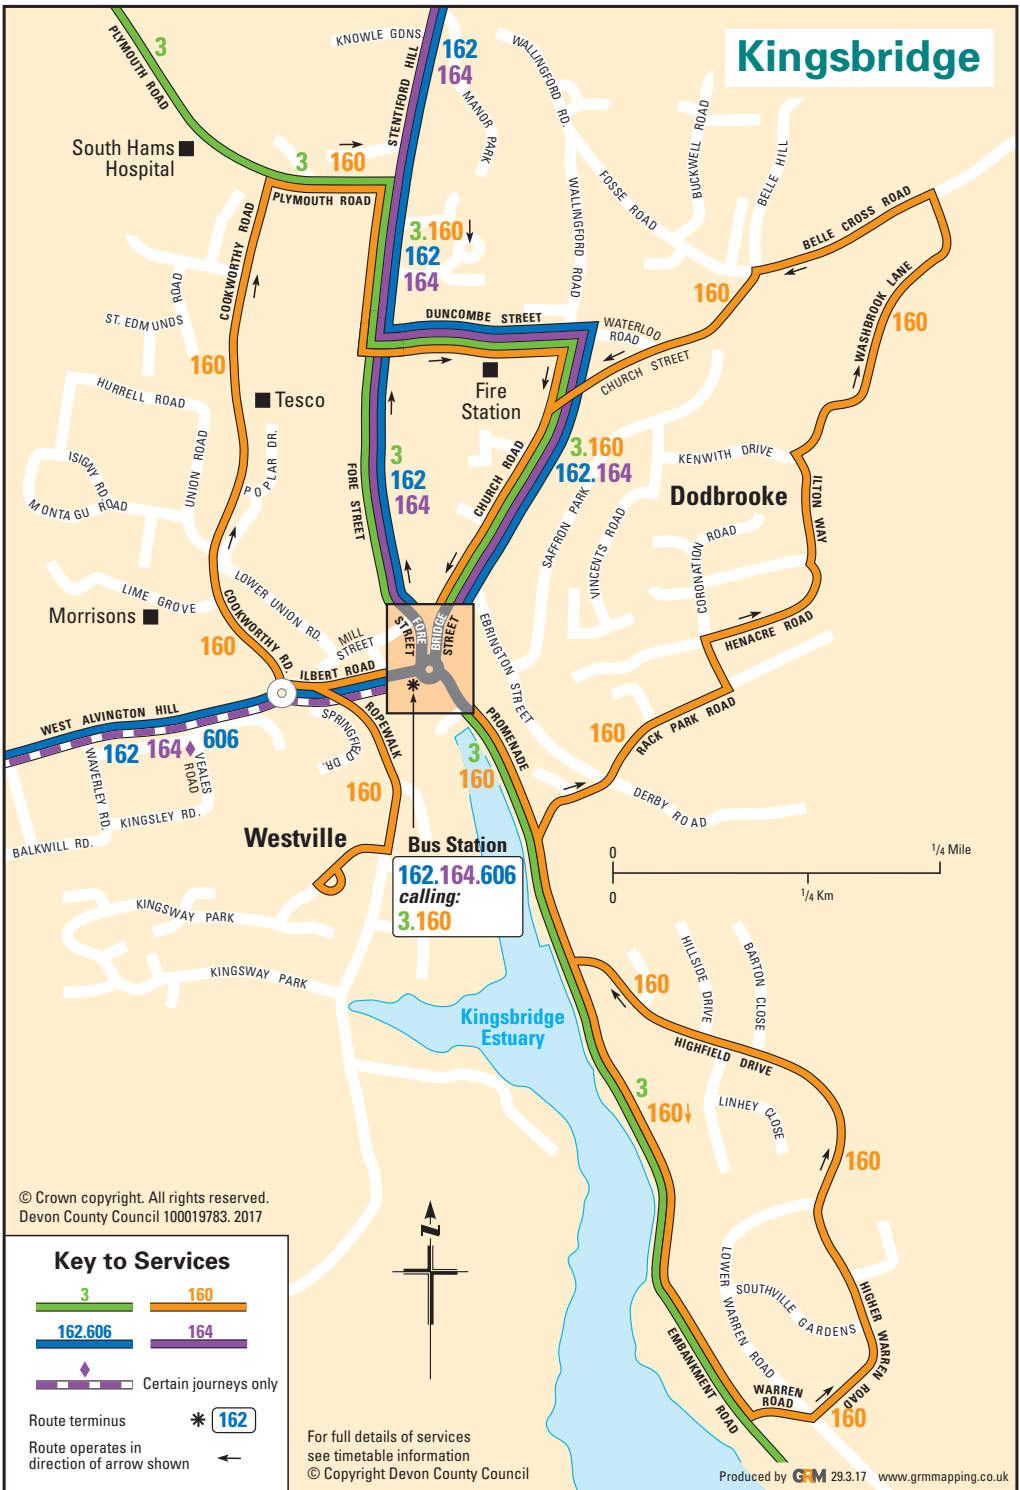 Kingsbridge
KNOWLE GDNS.
PLYMOUTH ROAD
3
162
164
STENTIFORD HILL
MANOR PARK
WALLINGFORD RD.
BUCKWELL ROAD
BELLE HILL
South Hams
Hospital
3
160
PLYMOUTH ROAD
FOSSE ROAD
WALLINGFORD ROAD
BELLE CROSS ROAD
COOKWORTHY ROAD
3.160
162
164
160
WASHBROOK LANE
160
ST. EDMUNDS ROAD
DUNCOMBE STREET
WATERLOO
ROAD
CHURCH STREET
160
HURRELL ROAD
Tesco
Fire
Station
UNION ROAD
POPLAR DR.
ISIGNY RD.
MONTAGU ROAD
FORE STREET
3
162
164
CHURCH ROAD
3.160
162.164
KENWITH DRIVE
Dodbrooke
ILTON WAY
SAFFRON PARK
VINCENTS ROAD
CORONATION ROAD
LIME GROVE
LOWER UNION RD.
Morrisons
COOKWORTHY RD.
160
MILL
STREET
FORE
STREET
BRIDGE
STREET
EBRINGTON STREET
HENACRE ROAD
ILBERT ROAD
WEST ALVINGTON HILL
162
164
606
SPRINGFIELD DR.
ROPEWALK
PROMENADE
RACK PARK ROAD
160
WAVERLEY RD.
VEALES
ROAD
KINGSLEY RD.
BALKWILL RD.
160
3
160
DERBY ROAD
Westville
Bus Station
162.164.606
calling:
3.160
0
1/4 Mile
0
1/4 Km
KINGSWAY PARK
KINGSWAY PARK
Kingsbridge
Estuary
HILLSIDE DRIVE
BARTON CLOSE
160
HIGHFIELD DRIVE
LINHEY CLOSE
3
160
160
© Crown copyright. All rights reserved.
Devon County Council 100019783. 2017
N
Key to Services
3
160
162.606
164
Certain journeys only
Route terminus
162
Route operates in
direction of arrow shown
LOWER WARREN ROAD
SOUTHVILLE GARDENS
HIGHER WARREN ROAD
EMBANKMENT ROAD
WARREN
ROAD
160
For full details of services
see timetable information
© Copyright Devon County Council
Produced by GRM 29.3.17 www.grmmapping.co.uk